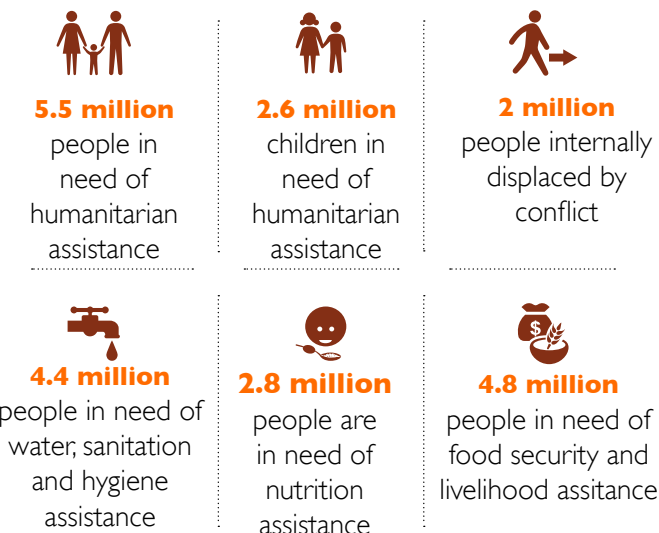 5.5 million
people in
need of
humanitarian
assistance
2.6 million
children in
need of
humanitarian
assistance
2 million
people internally
displaced by
conflict
4.4 million
people in need of
water, sanitation
and hygiene
assistance
2.8 million
people are
in need of
nutrition
assistance
$
4.8 million
people in need of
food security and
livelihood assitance